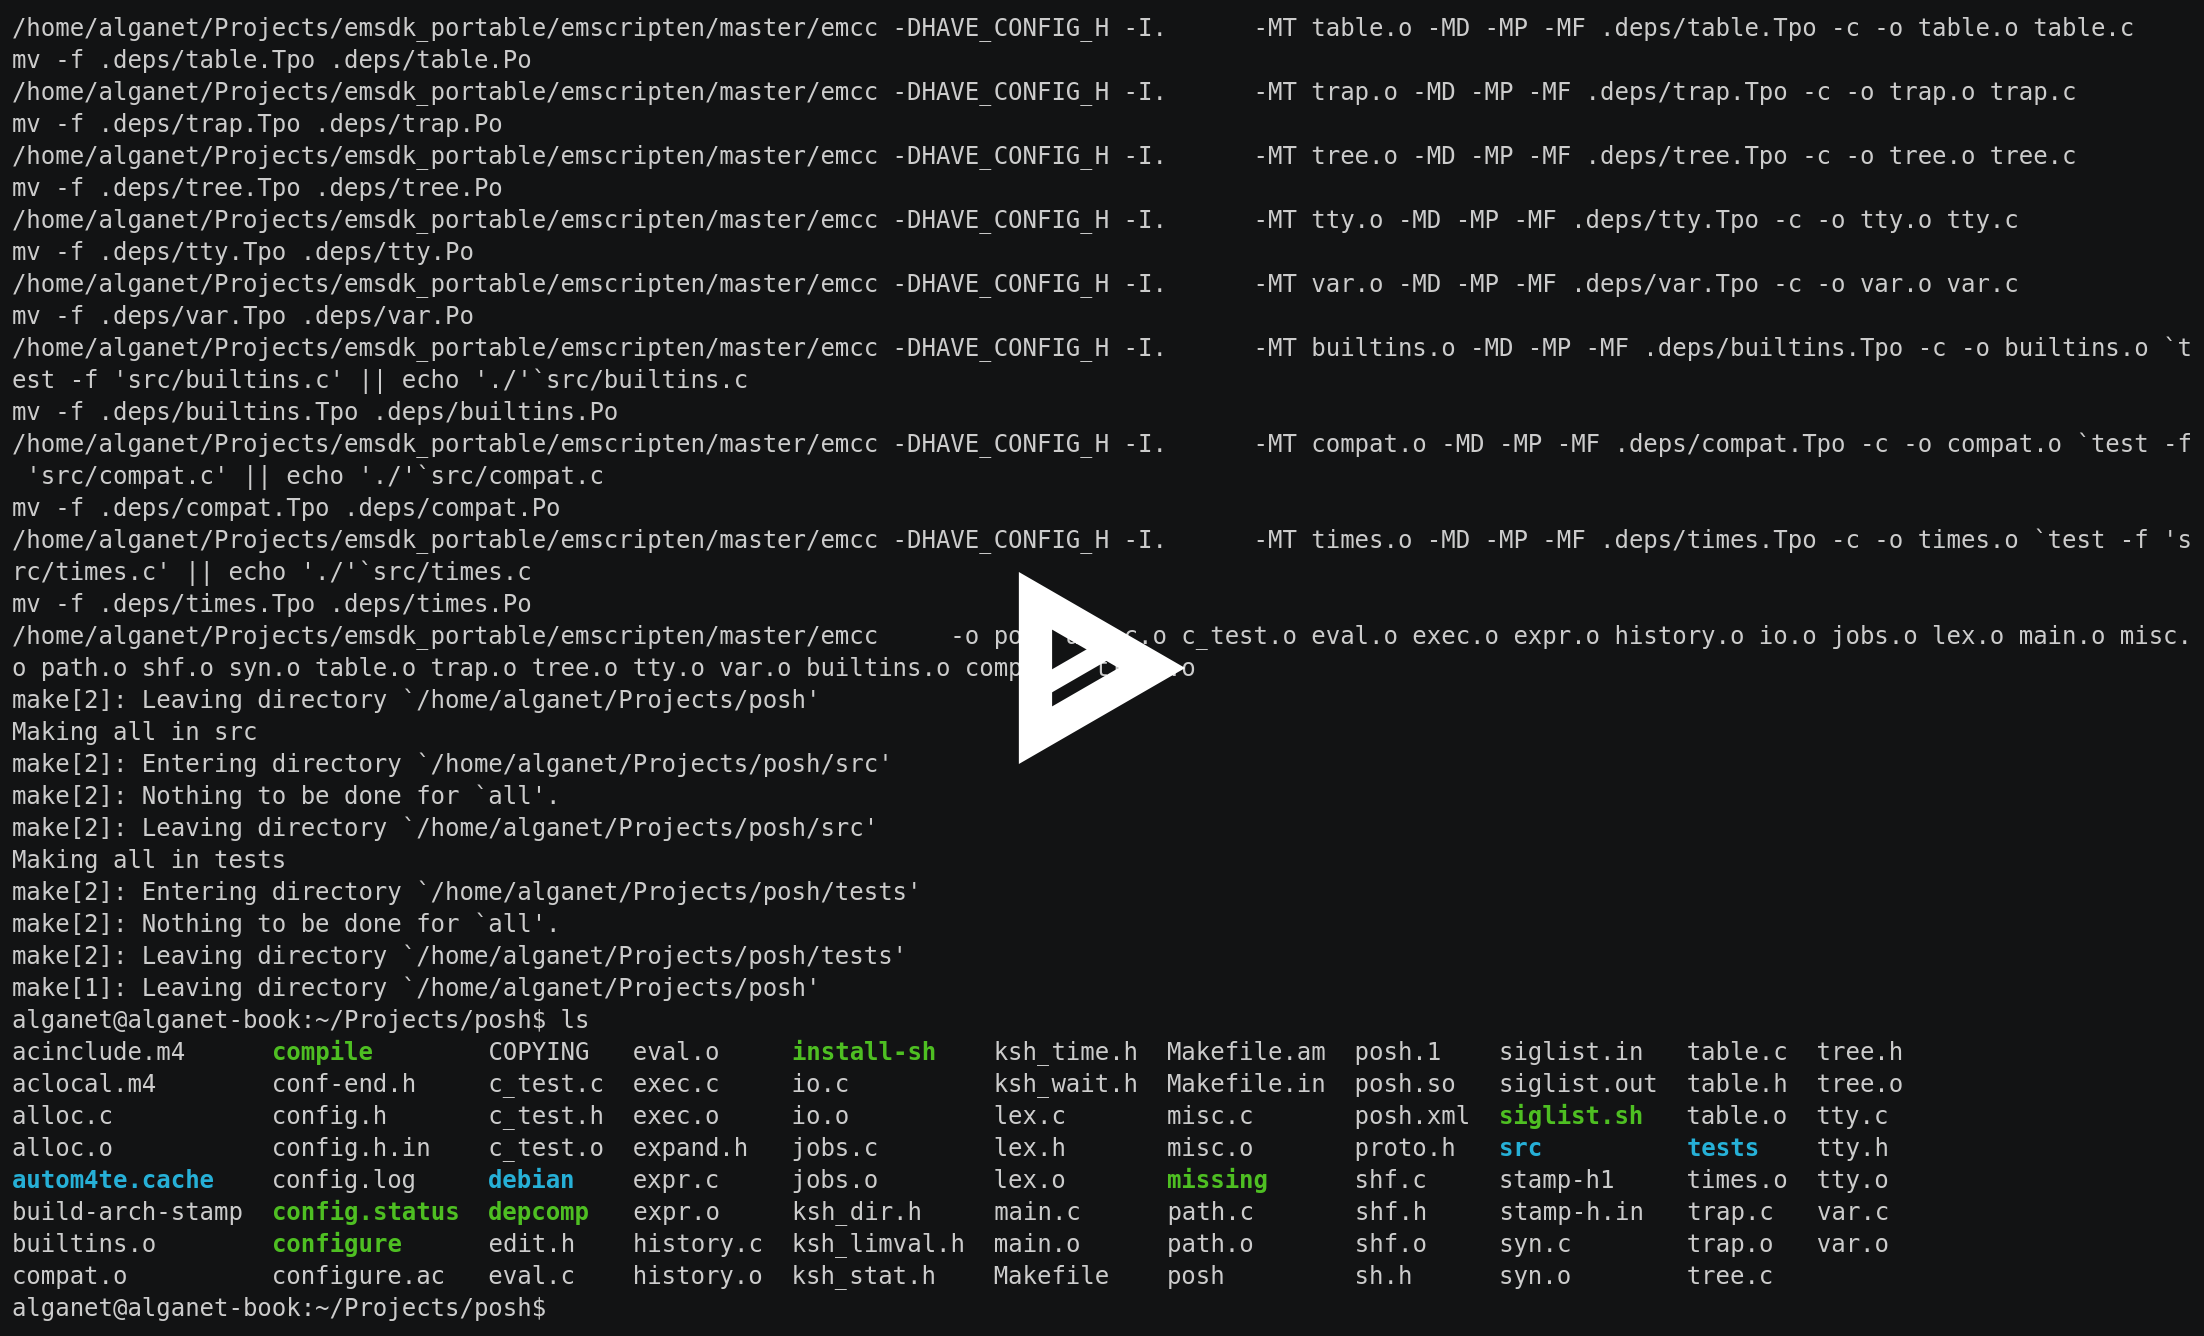 /home/alganet/Projects/emsdk_portable/emscripten/master/emcc -DHAVE_CONFIG_H -I.      -MT table.o -MD -MP -MF .deps/table.Tpo -c -o table.o table.c
mv -f .deps/table.Tpo .deps/table.Po
/home/alganet/Projects/emsdk_portable/emscripten/master/emcc -DHAVE_CONFIG_H -I.      -MT trap.o -MD -MP -MF .deps/trap.Tpo -c -o trap.o trap.c
mv -f .deps/trap.Tpo .deps/trap.Po
/home/alganet/Projects/emsdk_portable/emscripten/master/emcc -DHAVE_CONFIG_H -I.      -MT tree.o -MD -MP -MF .deps/tree.Tpo -c -o tree.o tree.c
mv -f .deps/tree.Tpo .deps/tree.Po
/home/alganet/Projects/emsdk_portable/emscripten/master/emcc -DHAVE_CONFIG_H -I.      -MT tty.o -MD -MP -MF .deps/tty.Tpo -c -o tty.o tty.c
mv -f .deps/tty.Tpo .deps/tty.Po
/home/alganet/Projects/emsdk_portable/emscripten/master/emcc -DHAVE_CONFIG_H -I.      -MT var.o -MD -MP -MF .deps/var.Tpo -c -o var.o var.c
mv -f .deps/var.Tpo .deps/var.Po
/home/alganet/Projects/emsdk_portable/emscripten/master/emcc -DHAVE_CONFIG_H -I.      -MT builtins.o -MD -MP -MF .deps/builtins.Tpo -c -o builtins.o `t
est -f 'src/builtins.c' || echo './'`src/builtins.c
mv -f .deps/builtins.Tpo .deps/builtins.Po
/home/alganet/Projects/emsdk_portable/emscripten/master/emcc -DHAVE_CONFIG_H -I.      -MT compat.o -MD -MP -MF .deps/compat.Tpo -c -o compat.o `test -f
 'src/compat.c' || echo './'`src/compat.c
mv -f .deps/compat.Tpo .deps/compat.Po
/home/alganet/Projects/emsdk_portable/emscripten/master/emcc -DHAVE_CONFIG_H -I.      -MT times.o -MD -MP -MF .deps/times.Tpo -c -o times.o `test -f 's
rc/times.c' || echo './'`src/times.c
mv -f .deps/times.Tpo .deps/times.Po
/home/alganet/Projects/emsdk_portable/emscripten/master/emcc     -o c_test.o eval.o exec.o expr.o history.o io.o jobs.o lex.o main.o misc.
o path.o shf.o syn.o table.o trap.o tree.o tty.o var.o builtins.o
make[2]: Leaving directory `/home/alganet/Projects/posh'
Making all in src
make[2]: Entering directory `/home/alganet/Projects/posh/src'
make[2]: Nothing to be done for `all'.
make[2]: Leaving directory `/home/alganet/Projects/posh/src'
Making all in tests
make[2]: Entering directory `/home/alganet/Projects/posh/tests'
make[2]: Nothing to be done for `all'.
make[2]: Leaving directory `/home/alganet/Projects/posh/tests'
make[1]: Leaving directory `/home/alganet/Projects/posh'
alganet@alganet-book:~/Projects/posh$ ls
acinclude.m4      compile        COPYING   eval.o     install-sh    ksh_time.h  Makefile.am  posh.1    siglist.in   table.c  tree.h
aclocal.m4        conf-end.h     c_test.c  exec.c     io.c          ksh_wait.h  Makefile.in  posh.so   siglist.out  table.h  tree.o
alloc.c           config.h       c_test.h  exec.o     io.o          lex.c       misc.c       posh.xml  siglist.sh   table.o  tty.c
alloc.o           config.h.in    c_test.o  expand.h   jobs.c        lex.h       misc.o       proto.h   src          tests    tty.h
autom4te.cache    config.log     debian    expr.c     jobs.o        lex.o       missing      shf.c     stamp-h1     times.o  tty.o
build-arch-stamp  config.status  depcomp   expr.o     ksh_dir.h     main.c      path.c       shf.h     stamp-h.in   trap.c   var.c
builtins.o        configure      edit.h    history.c  ksh_limval.h  main.o      path.o       shf.o     syn.c        trap.o   var.o
compat.o          configure.ac   eval.c    history.o  ksh_stat.h    Makefile    posh         sh.h      syn.o        tree.c
alganet@alganet-book:~/Projects/posh$